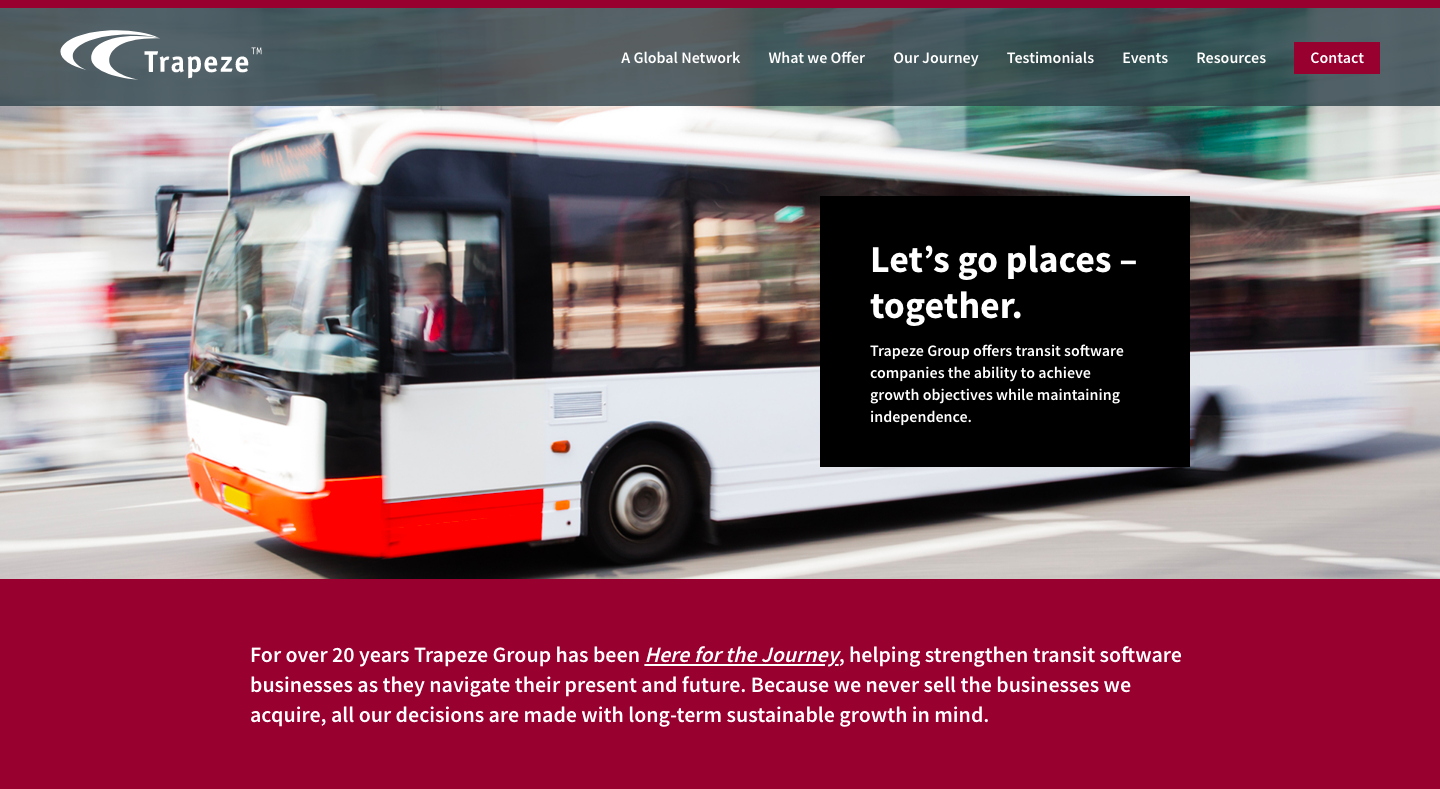 Trapeze™
A Global Network
What we Offer
Our Journey
Testimonials
Events
Resources
Contact
Let’s go places –
together.
Trapeze Group offers transit software
companies the ability to achieve
growth objectives while maintaining
independence.
For over 20 years Trapeze Group has been Here for the Journey, helping strengthen transit software
businesses as they navigate their present and future. Because we never sell the businesses we
acquire, all our decisions are made with long-term sustainable growth in mind.